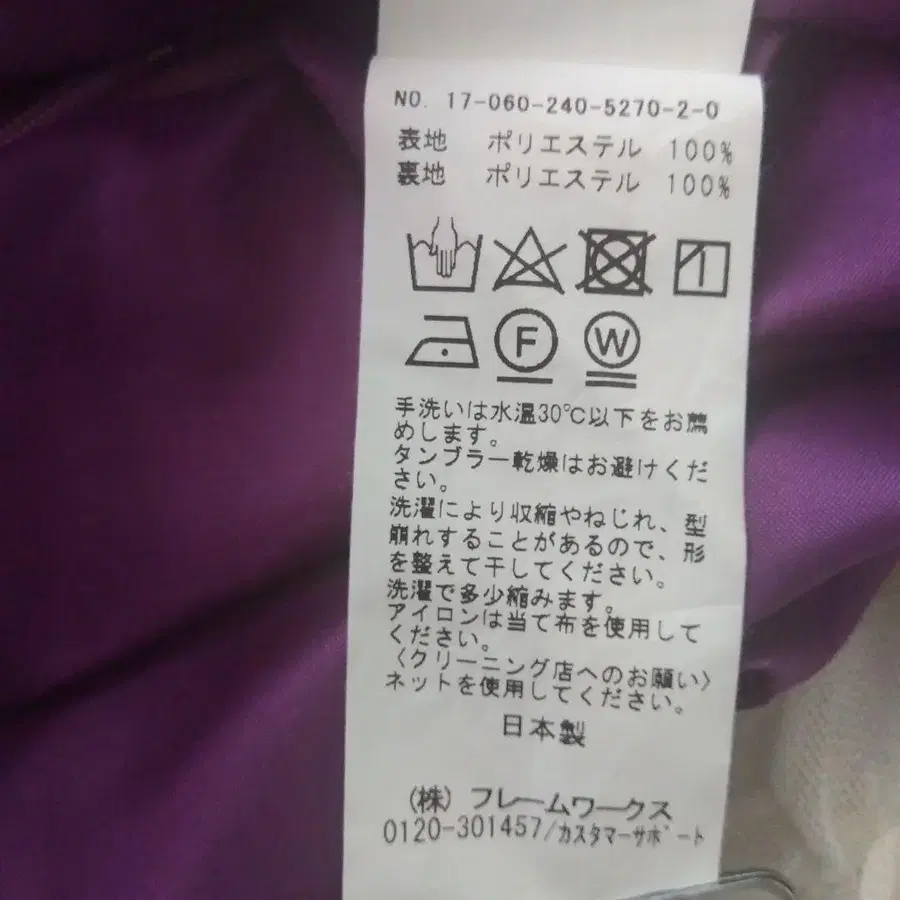 NO. 17-060-240-5270-2-0
表地 ポリエステル 100%
裏地 ポリエステル 100%
F W
手洗いは水温30℃以下をお薦
めします。
タンブラー乾燥はお避けくだ
さい。
洗濯により収縮やねじれ、型
崩れすることがあるので、形
を整えて干してください。
洗濯で多少縮みます。
アイロンは当て布を使用して
ください。
〈クリーニング店へのお願い〉
ネットを使用してください。
日本製
(株) フレームワークス
0120-301457/カスタマーサポート